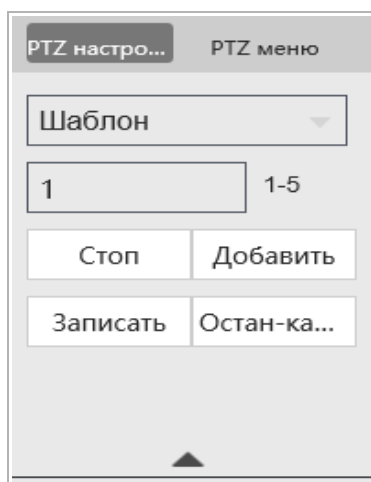 PTZ настро... PTZ меню
Шаблон
1 1-5
Стоп Добавить
Записать Остан-ка...